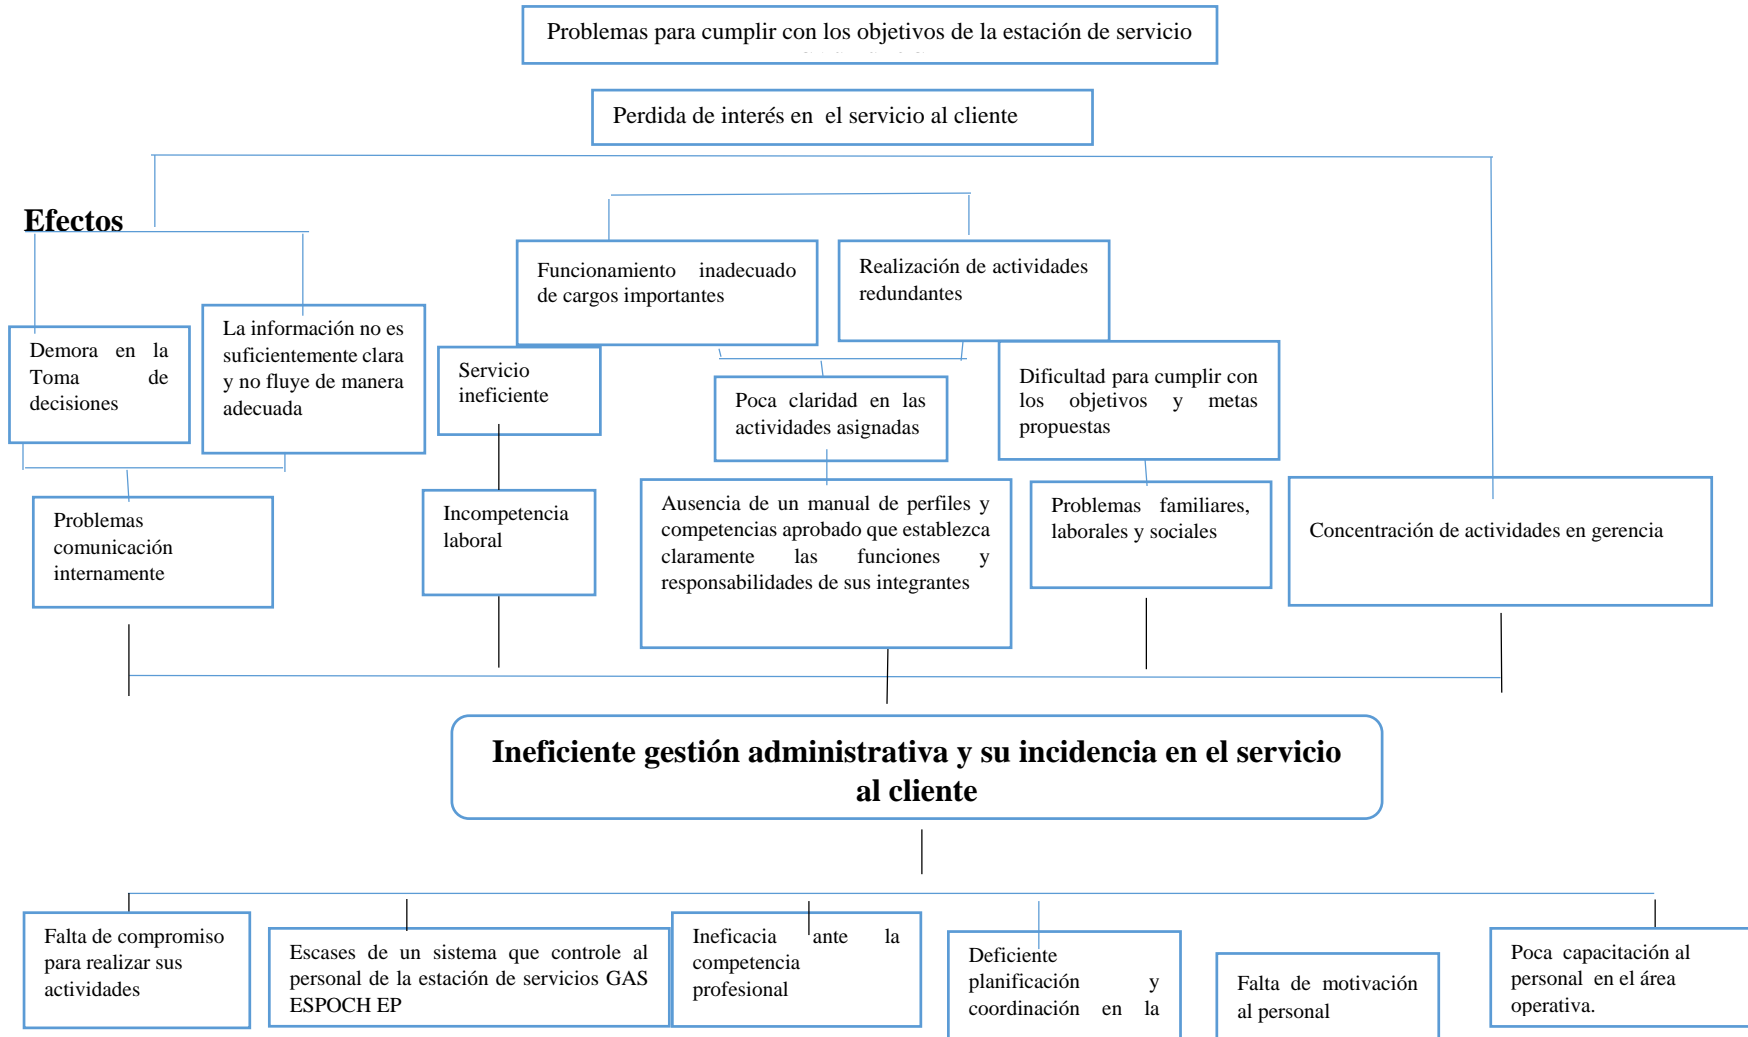 Problemas para cumplir con los objetivos de la estación de servicio
Perdida de interés en el servicio al cliente
Efectos
Funcionamiento inadecuado
de cargos importantes
Realización de actividades
redundantes
La información no es
suficientemente clara
y no fluye de manera
adecuada
Demora en la
Toma de
decisiones
Servicio
ineficiente
Poca claridad en las
actividades asignadas
Dificultad para cumplir con
los objetivos y metas
propuestas
Problemas
comunicación
internamente
Incompetencia
laboral
Ausencia de un manual de perfiles y
competencias aprobado que establezca
claramente las funciones y
responsabilidades de sus integrantes
Problemas familiares,
laborales y sociales
Concentración de actividades en gerencia
Ineficiente gestión administrativa y su incidencia en el servicio
al cliente
Falta de compromiso
para realizar sus
actividades
Escases de un sistema que controle al
personal de la estación de servicios GAS
ESPOCH EP
Ineficacia ante la
competencia
profesional
Deficiente
planificación y
coordinación en la
Falta de motivación
al personal
Poca capacitación al
personal en el área
operativa.